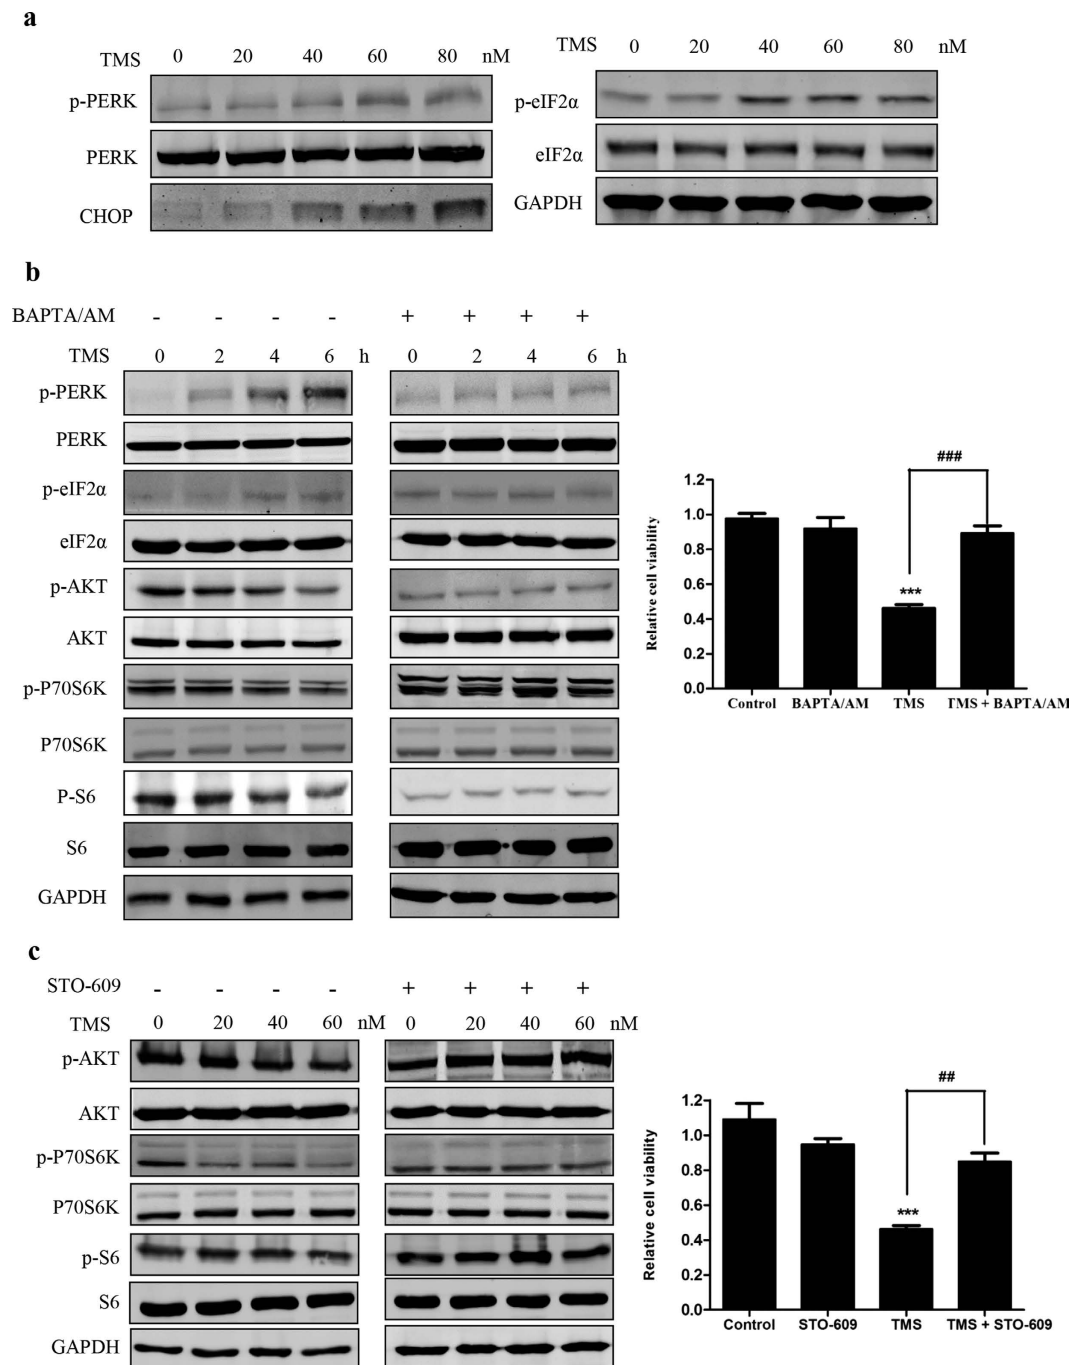 a
TMS 0 20 40 60 80 nM
p-PERK
PERK
CHOP
TMS 0 20 40 60 80 nM
p-eIF2α
eIF2α
GAPDH
b
BAPTA/AM - - - - + + + +
TMS 0 2 4 6 h 0 2 4 6 h
p-PERK
PERK
p-eIF2α
eIF2α
p-AKT
AKT
p-P70S6K
P70S6K
P-S6
S6
GAPDH
###
1.2
1.0
0.8
0.6
0.4
0.2
0.0
Relative cell viability
***
Control BAPTA/AM TMS TMS + BAPTA/AM
c
STO-609 - - - - + + + +
TMS 0 20 40 60 nM 0 20 40 60 nM
p-AKT
AKT
p-P70S6K
P70S6K
p-S6
S6
GAPDH
##
1.2
1.0
0.8
0.6
0.4
0.2
0.0
Relative cell viability
***
Control STO-609 TMS TMS + STO-609